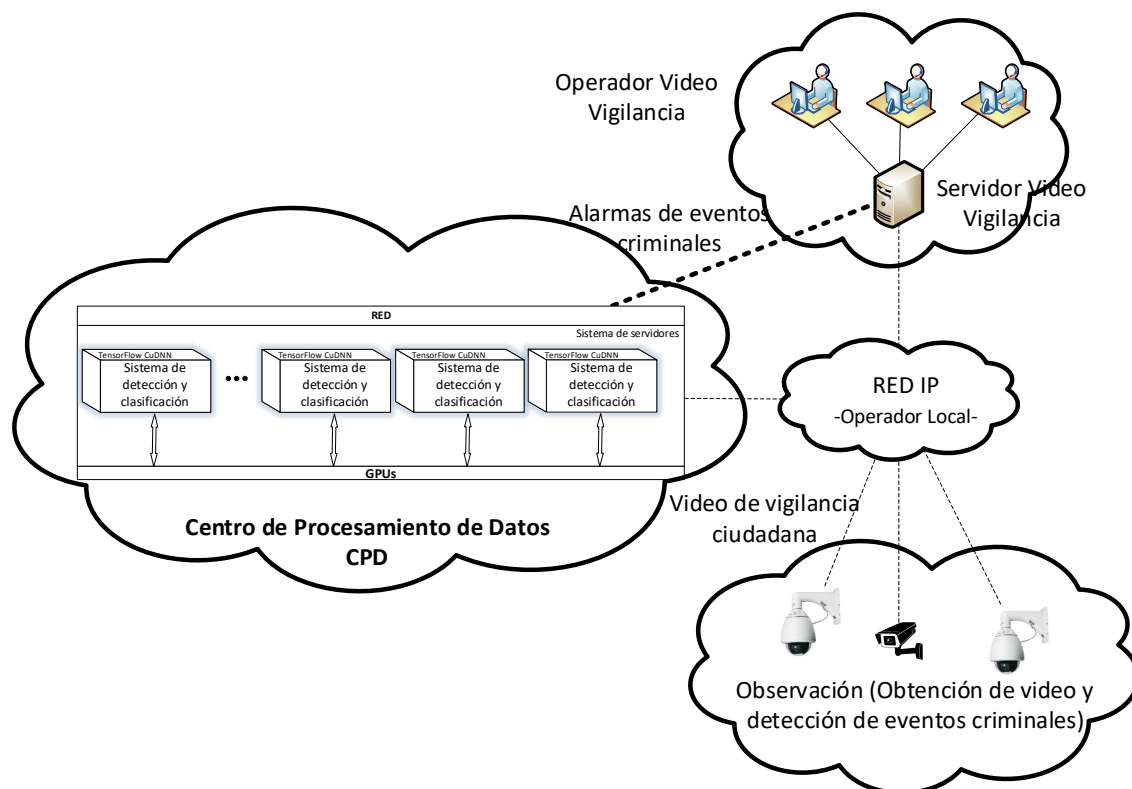 Operador Video
Vigilancia
Servidor Video
Vigilancia
Alarmas de eventos
criminales
RED
Sistema de servidores
TensorFlow CuDNN
Sistema de
detección y
clasificación
...
TensorFlow CuDNN
Sistema de
detección y
clasificación
TensorFlow CuDNN
Sistema de
detección y
clasificación
TensorFlow CuDNN
Sistema de
detección y
clasificación
GPUs
Centro de Procesamiento de Datos
CPD
RED IP
-Operador Local-
Video de vigilancia
ciudadana
Observación (Obtención de video y
detección de eventos criminales)